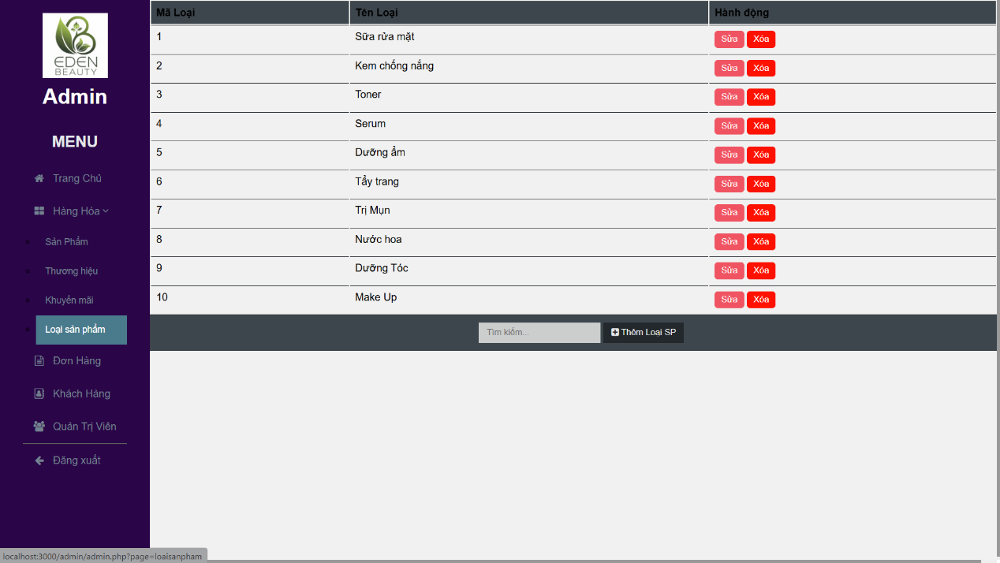 EDEN
BEAUTY
Admin
MENU
Trang Chủ
Hàng Hóa
Sản Phẩm
Thương hiệu
Khuyến mãi
Loại sản phẩm
Đơn Hàng
Khách Hàng
Quản Trị Viên
Đăng xuất
Mã Loại Tên Loại Hành động
1 Sữa rửa mặt Sửa Xóa
2 Kem chống nắng Sửa Xóa
3 Toner Sửa Xóa
4 Serum Sửa Xóa
5 Dưỡng ẩm Sửa Xóa
6 Tẩy trang Sửa Xóa
7 Trị Mụn Sửa Xóa
8 Nước hoa Sửa Xóa
9 Dưỡng Tóc Sửa Xóa
10 Make Up Sửa Xóa
Tìm kiếm... Thêm Loại SP
localhost:3000/admin/admin.php?page=loaisanpham